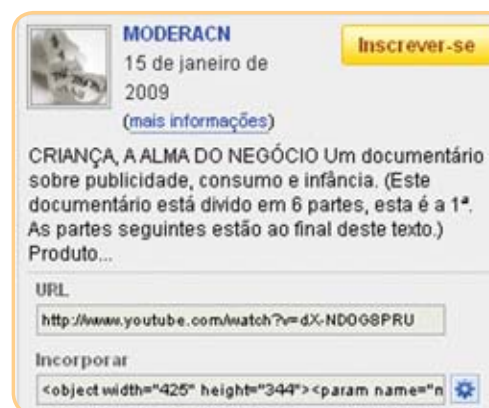 MODERACN
Inscrever-se
15 de janeiro de
2009
(mais informações)
CRIANÇA, A ALMA DO NEGÓCIO Um documentário
sobre publicidade, consumo e infância. (Este
documentário está divido em 6 partes, esta é a 1ª.
As partes seguintes estão ao final deste texto.)
Produto...
URL
http://www.youtube.com/watch?v=dX-ND0G8PRU
Incorporar
<object width="425" height="344"><param name="n